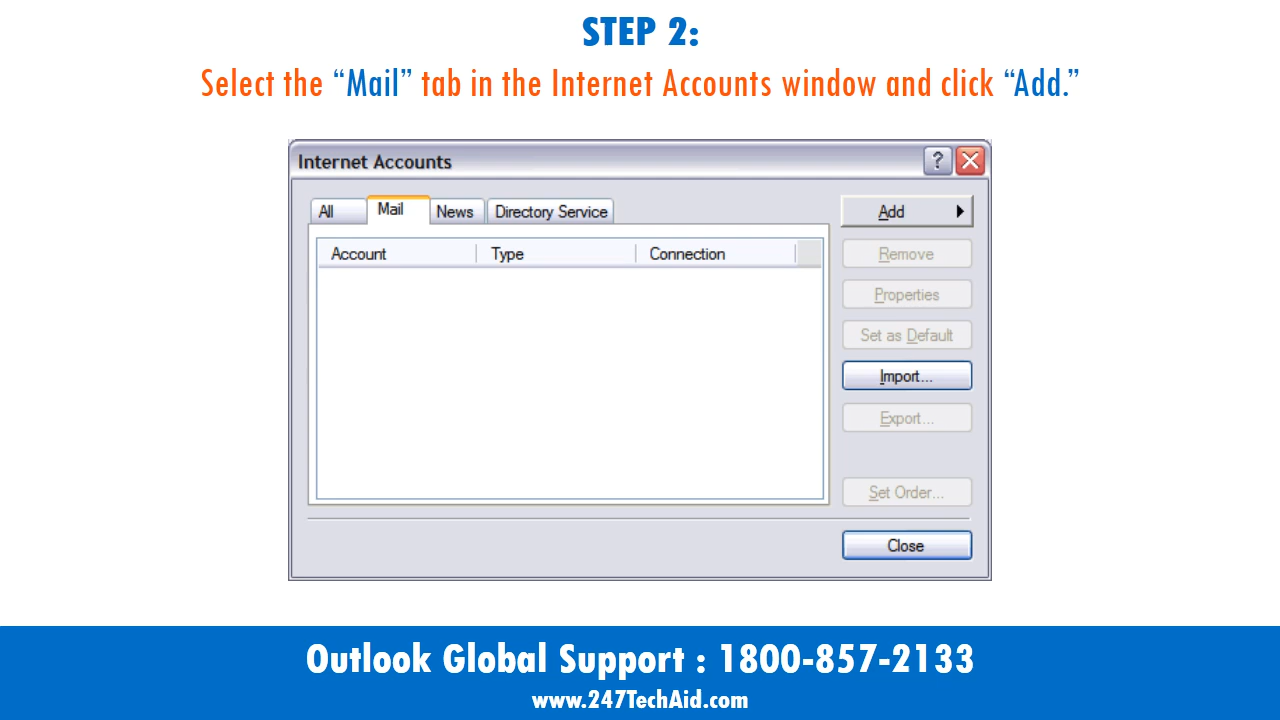 STEP 2:
Select the “Mail” tab in the Internet Accounts window and click “Add.”
Internet Accounts
?
All Mail News Directory Service
Add
Account Type Connection
Remove
Properties
Set as Default
Import...
Export...
Set Order...
Close
Outlook Global Support : 1800-857-2133
www.247TechAid.com